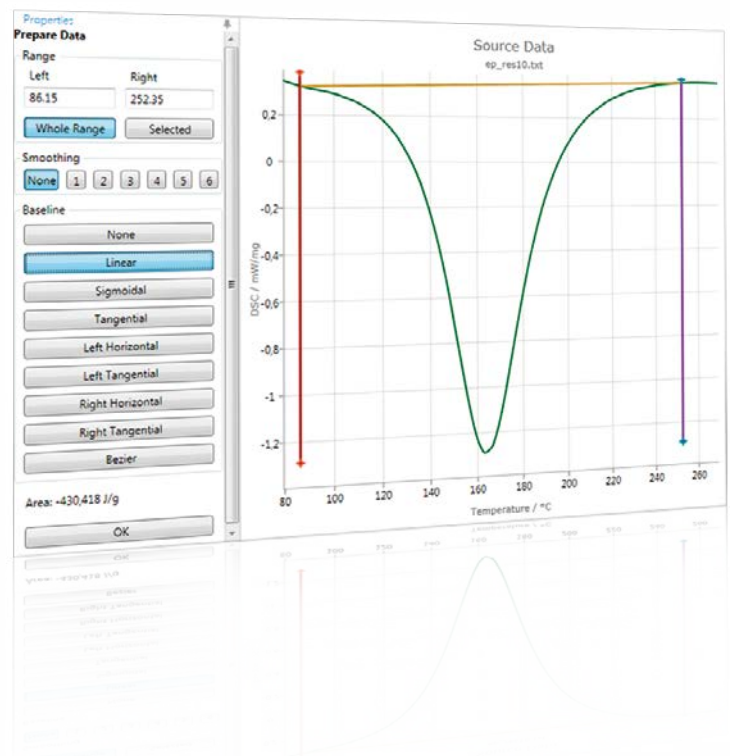 Properties
Prepare Data
Range
Left Right
86.15 252.35
Whole Range Selected
Smoothing
None 1 2 3 4 5 6
Baseline
None
Linear
Sigmoidal
Tangential
Left Horizontal
Left Tangential
Right Horizontal
Right Tangential
Bezier
Area: -430,418 J/g
OK
Source Data
ep_res10.txt
DSC / mW/mg
0,2
0
-0,2
-0,4
-0,6
-0,8
-1
-1,2
80 100 120 140 160 180 200 220 240 260
Temperature / °C